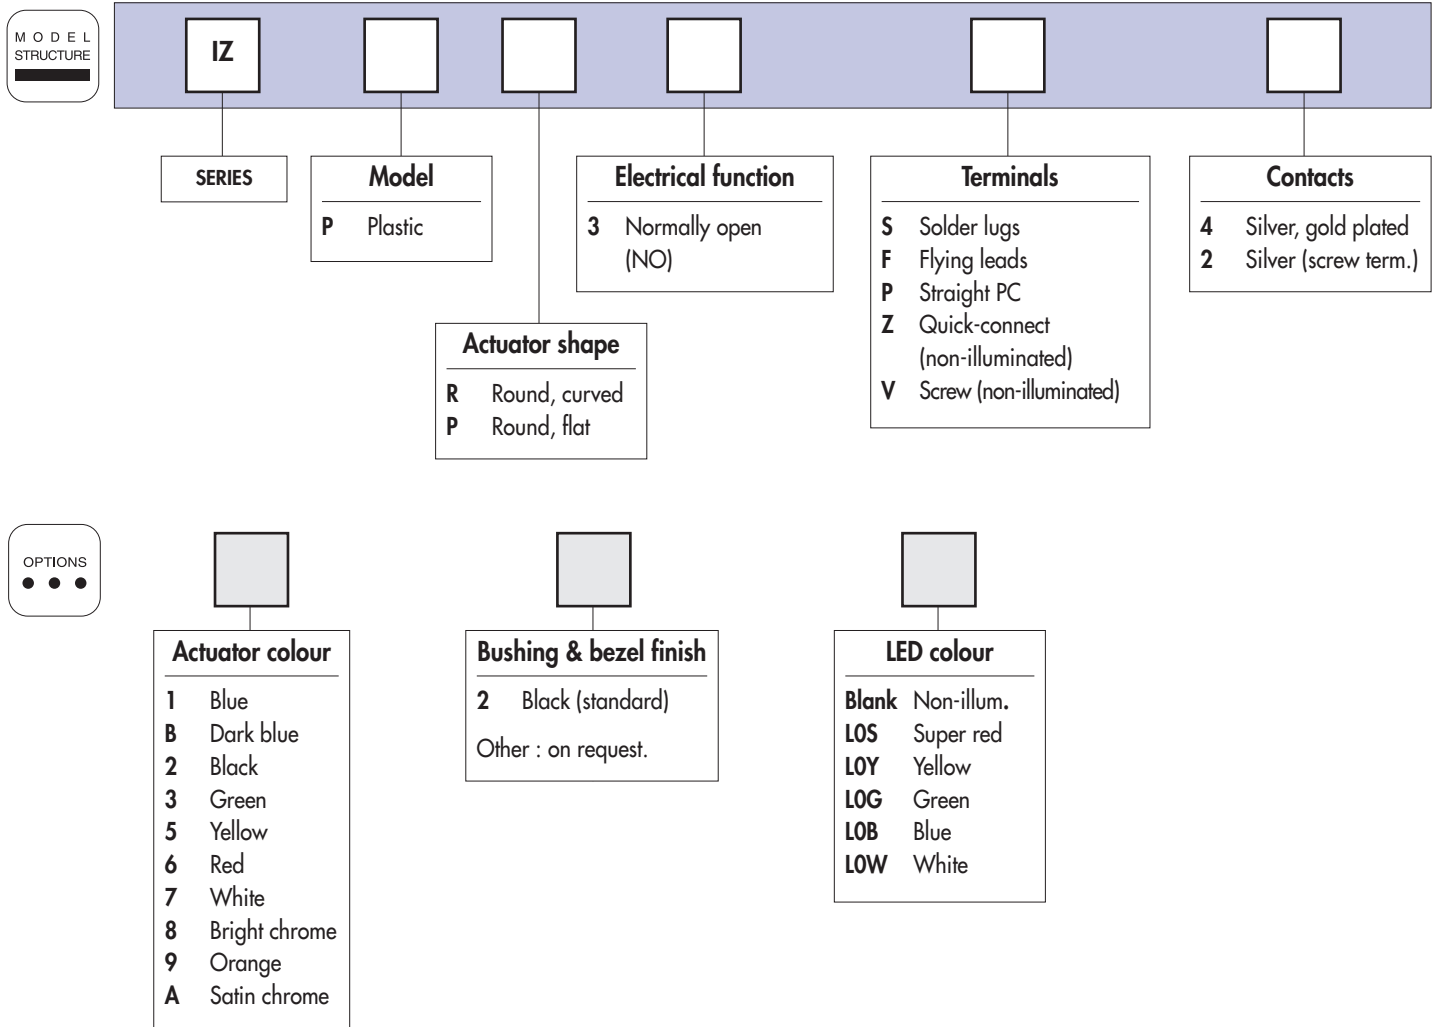 MODEL
STRUCTURE
IZ
SERIES
Model
P Plastic
Actuator shape
R Round, curved
P Round, flat
Electrical function
3 Normally open
(NO)
Terminals
S Solder lugs
F Flying leads
P Straight PC
Z Quick-connect
(non-illuminated)
V Screw (non-illuminated)
Contacts
4 Silver, gold plated
2 Silver (screw term.)
OPTIONS
Actuator colour
1 Blue
B Dark blue
2 Black
3 Green
5 Yellow
6 Red
7 White
8 Bright chrome
9 Orange
A Satin chrome
Bushing & bezel finish
2 Black (standard)
Other : on request.
LED colour
Blank Non-illum.
L0S Super red
L0Y Yellow
L0G Green
L0B Blue
L0W White